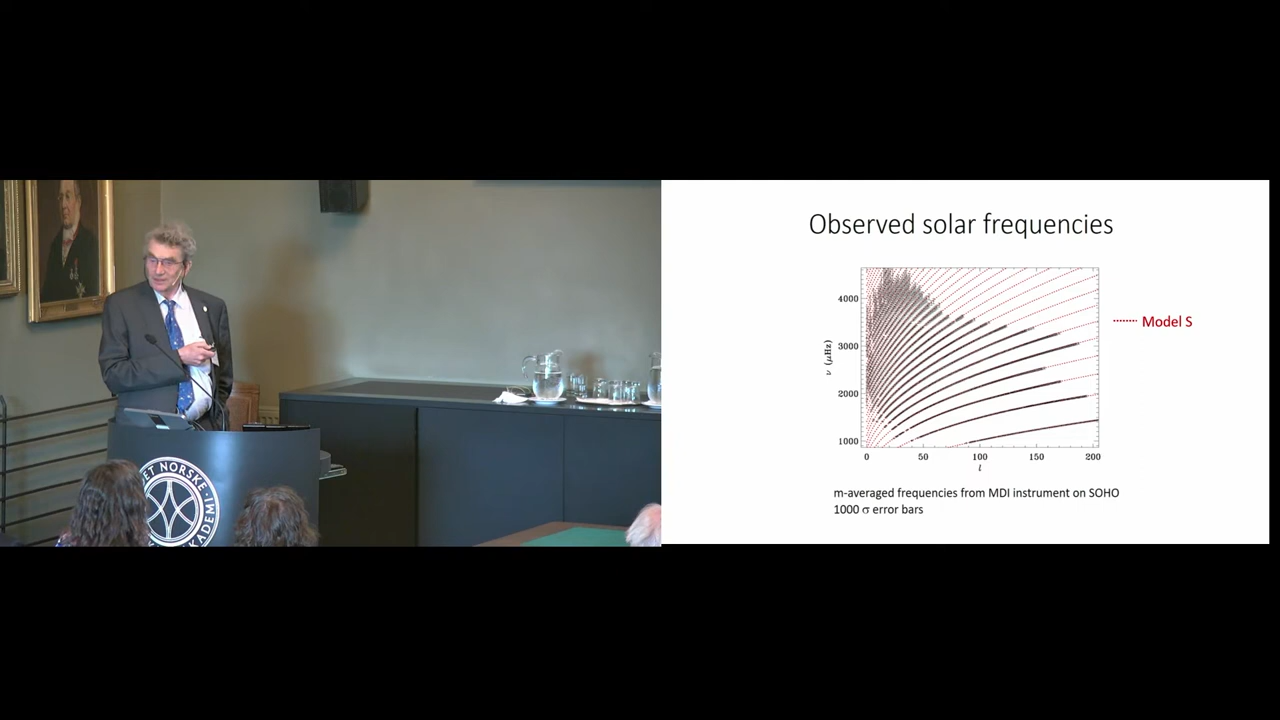 DET NORSKE
AKADEMI
Observed solar frequencies
4000
3000
2000
1000
ν (μHz)
0 50 100 150 200
l
Model S
m-averaged frequencies from MDI instrument on SOHO
1000 σ error bars